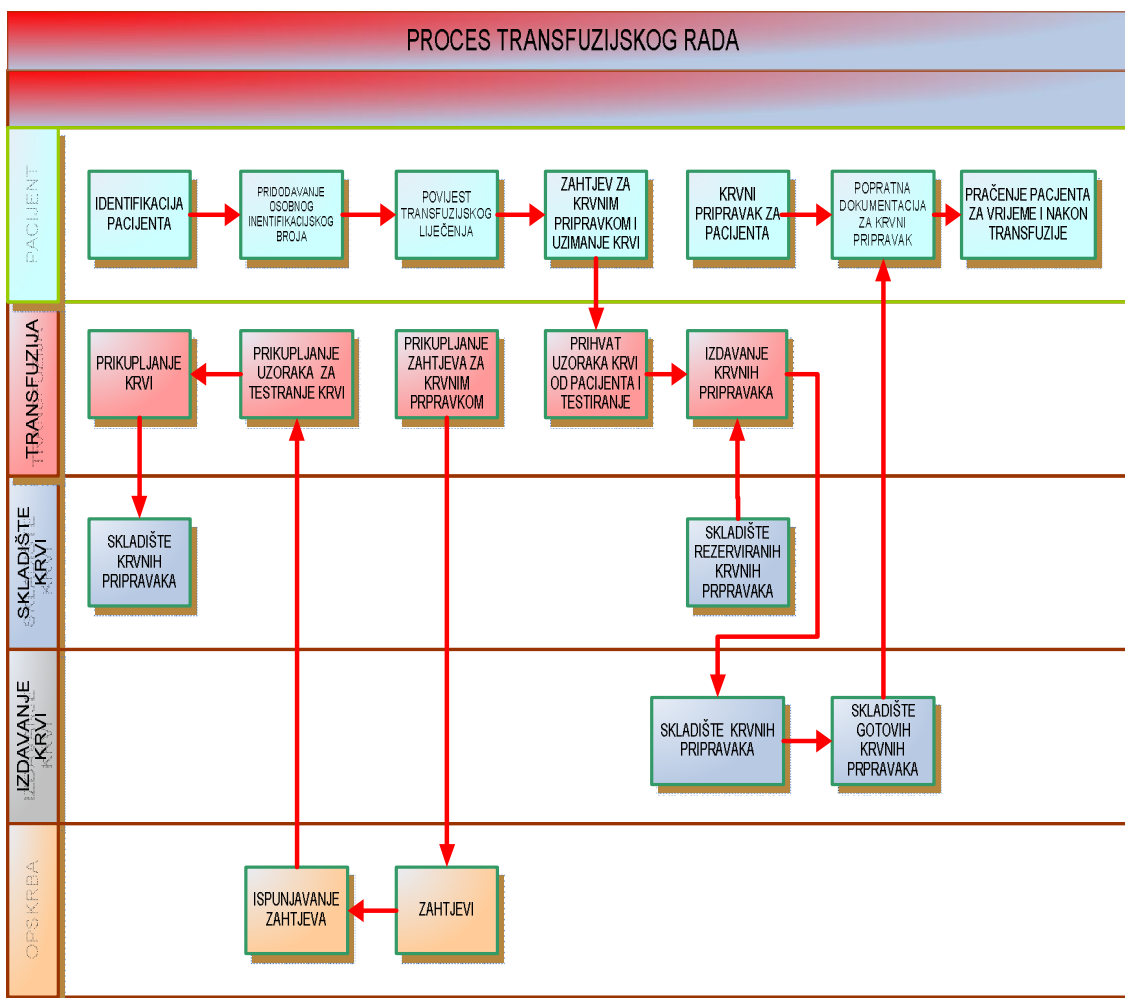 PROCES TRANSFUZIJSKOG RADA
PACIJENT
IDENTIFIKACIJA
PACIJENTA
PRIDODAVANJE
OSOBNOG
INENTIFIKACIJSKOG
BROJA
POVIJEST
TRANSFUZIJSKOG
LIJEČENJA
ZAHTJEV ZA
KRVNIM
PRIPRAVKOM I
UZIMANJE KRVI
KRVNI
PRIPRAVAK ZA
PACIJENTA
POPRATNA
DOKUMENTACIJA
ZA KRVNI
PRIPRAVAK
PRAČENJE PACJENTA
ZA VRIJEME I NAKON
TRANSFUZIJE
TRANSFUZIJA
PRIKUPLJANJE
KRVI
PRIKUPLJANJE
UZORAKA ZA
TESTRANJE KRVI
PRIKUPLJANJE
ZAHTJEVA ZA
KRVNIM
PRPRAVKOM
PRIHVAT
UZORAKA KRVI
OD PACIJENTA I
TESTIRANJE
IZDAVANJE
KRVNIH
PRIPRAVAKA
SKLADIŠTE
KRVI
SKLADIŠTE
KRVNIH
PRIPRAVAKA
SKLADIŠTE
REZERVIRANIH
KRVNIH
PRPRAVAKA
IZDAVANJE
KRVI
SKLADIŠTE KRVNIH
PRIPRAVAKA
SKLADIŠTE
GOTOVIH
KRVNIH
PRPRAVAKA
OPSKRBA
ISPUNJAVANJE
ZAHTJEVA
ZAHTJEVI